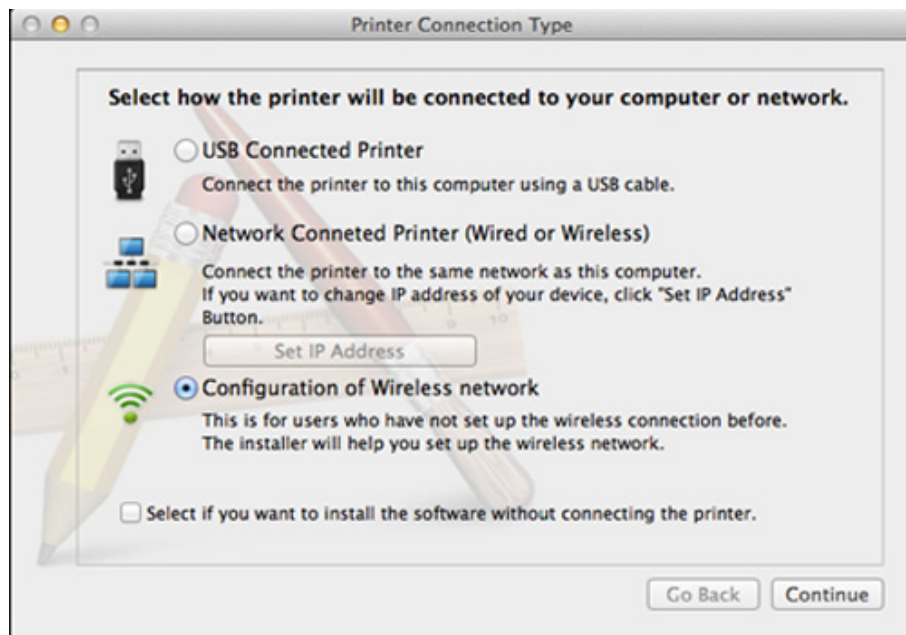 Printer Connection Type
Select how the printer will be connected to your computer or network.
USB Connected Printer
Connect the printer to this computer using a USB cable.
Network Conneted Printer (Wired or Wireless)
Connect the printer to the same network as this computer.
If you want to change IP address of your device, click "Set IP Address"
Button.
Set IP Address
Configuration of Wireless network
This is for users who have not set up the wireless connection before.
The installer will help you set up the wireless network.
Select if you want to install the software without connecting the printer.
Go Back
Continue